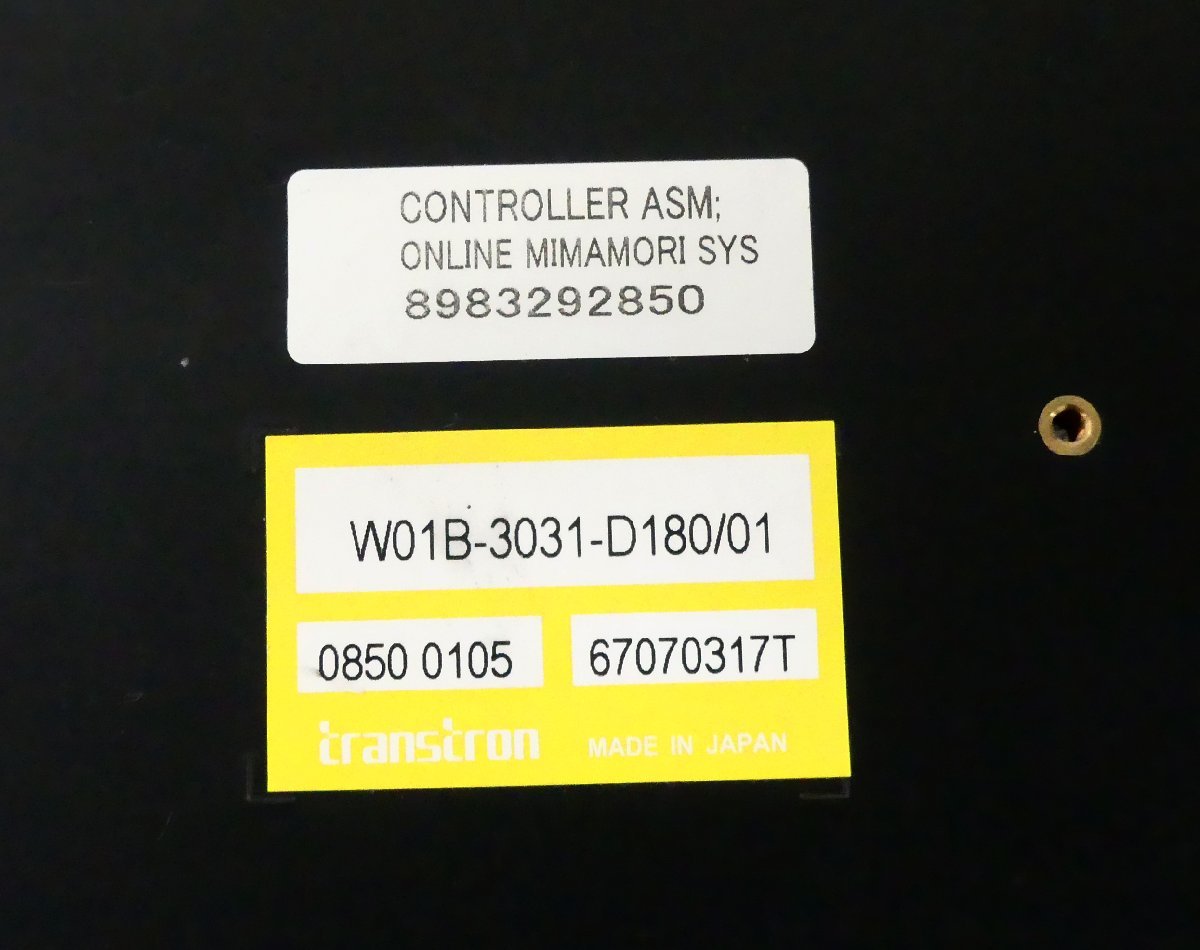 CONTROLLER ASM;
ONLINE MIMAMORI SYS
8983292850
W01B-3031-D180/01
0850 0105 67070317T
transtron MADE IN JAPAN